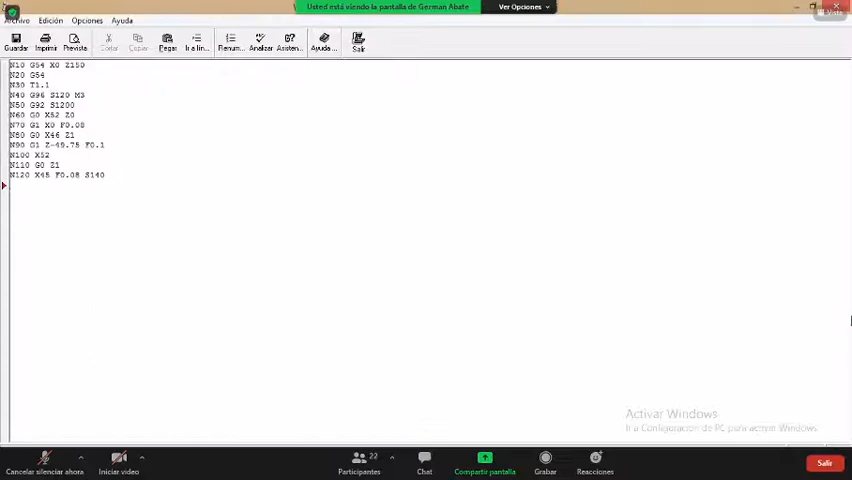 Usted está viendo la pantalla de German Abate
Ver Opciones
Vista
Archivo Edición Opciones Ayuda
Guardar Imprimir Prevista Cortar Copiar Pegar Ir a lín... Renum... Analizar Asisten... Ayuda... Salir
N10 G54 X0 Z150
N20 G54
N30 T1.1
N40 G96 S120 M3
N50 G92 S1200
N60 G0 X52 Z0
N70 G1 X0 F0.08
N80 G0 X46 Z1
N90 G1 Z-49.75 F0.1
N100 X52
N110 G0 Z1
N120 X45 F0.08 S140
Activar Windows
Ir a Configuración de PC para activar Windows.
22
Cancelar silenciar ahora Iniciar video Participantes Chat Compartir pantalla Grabar Reacciones Salir